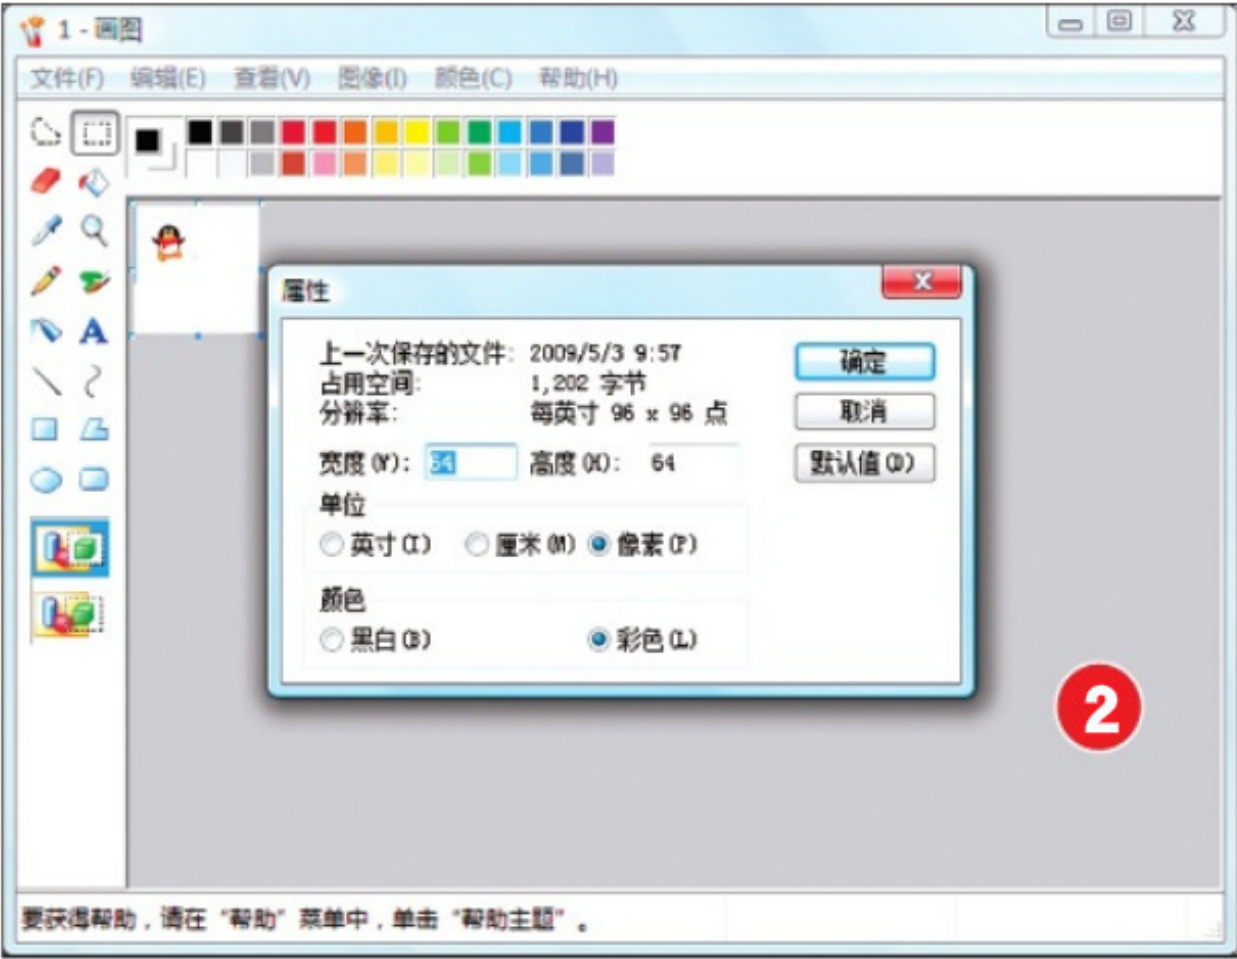 1 - 画图
文件(F) 编辑(E) 查看(V) 图像(I) 颜色(C) 帮助(H)
属性
上一次保存的文件: 2009/5/3 9:57
占用空间: 1,202 字节
分辨率: 每英寸 96 x 96 点
宽度(W): 64 高度(H): 64
单位
英寸(I) 厘米(M) 像素(P)
颜色
黑白(B) 彩色(L)
确定
取消
默认值(D)
2
要获得帮助，请在“帮助”菜单中，单击“帮助主题”。